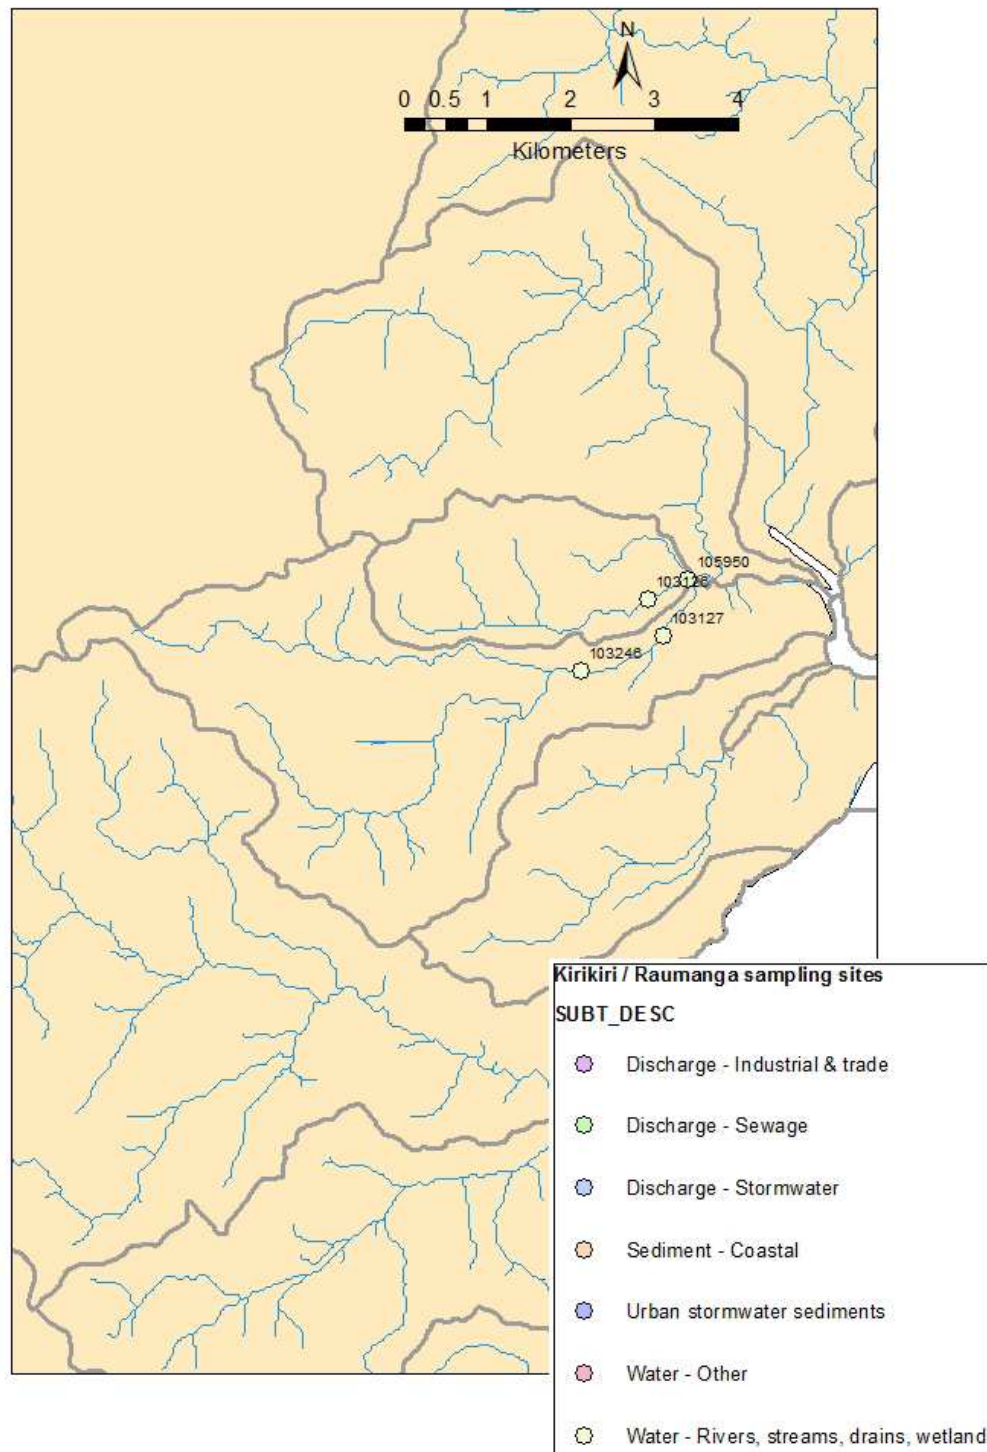 N
0 0.5 1 2 3 4
Kilometers
105950
103126
103127
103246
Kirikiri / Raumanga sampling sites
SUBT_DESC
Discharge - Industrial & trade
Discharge - Sewage
Discharge - Stormwater
Sediment - Coastal
Urban stormwater sediments
Water - Other
Water - Rivers, streams, drains, wetland